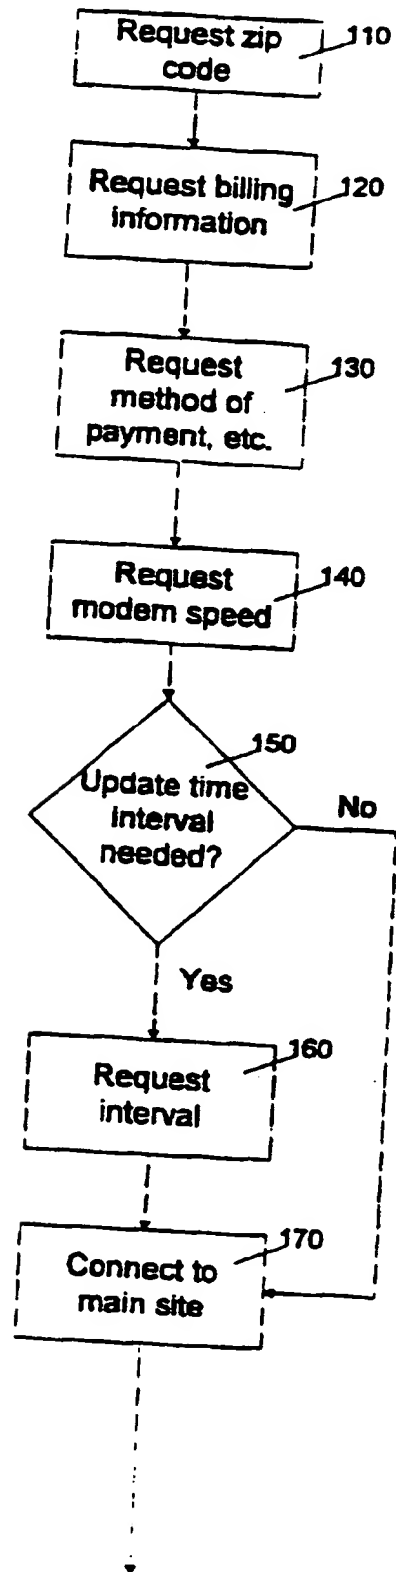 Request zip
code
110
Request billing
information
120
Request
method of
payment, etc.
130
Request
modem speed
140
150
Update time
interval
needed?
No
Yes
160
Request
interval
170
Connect to
main site